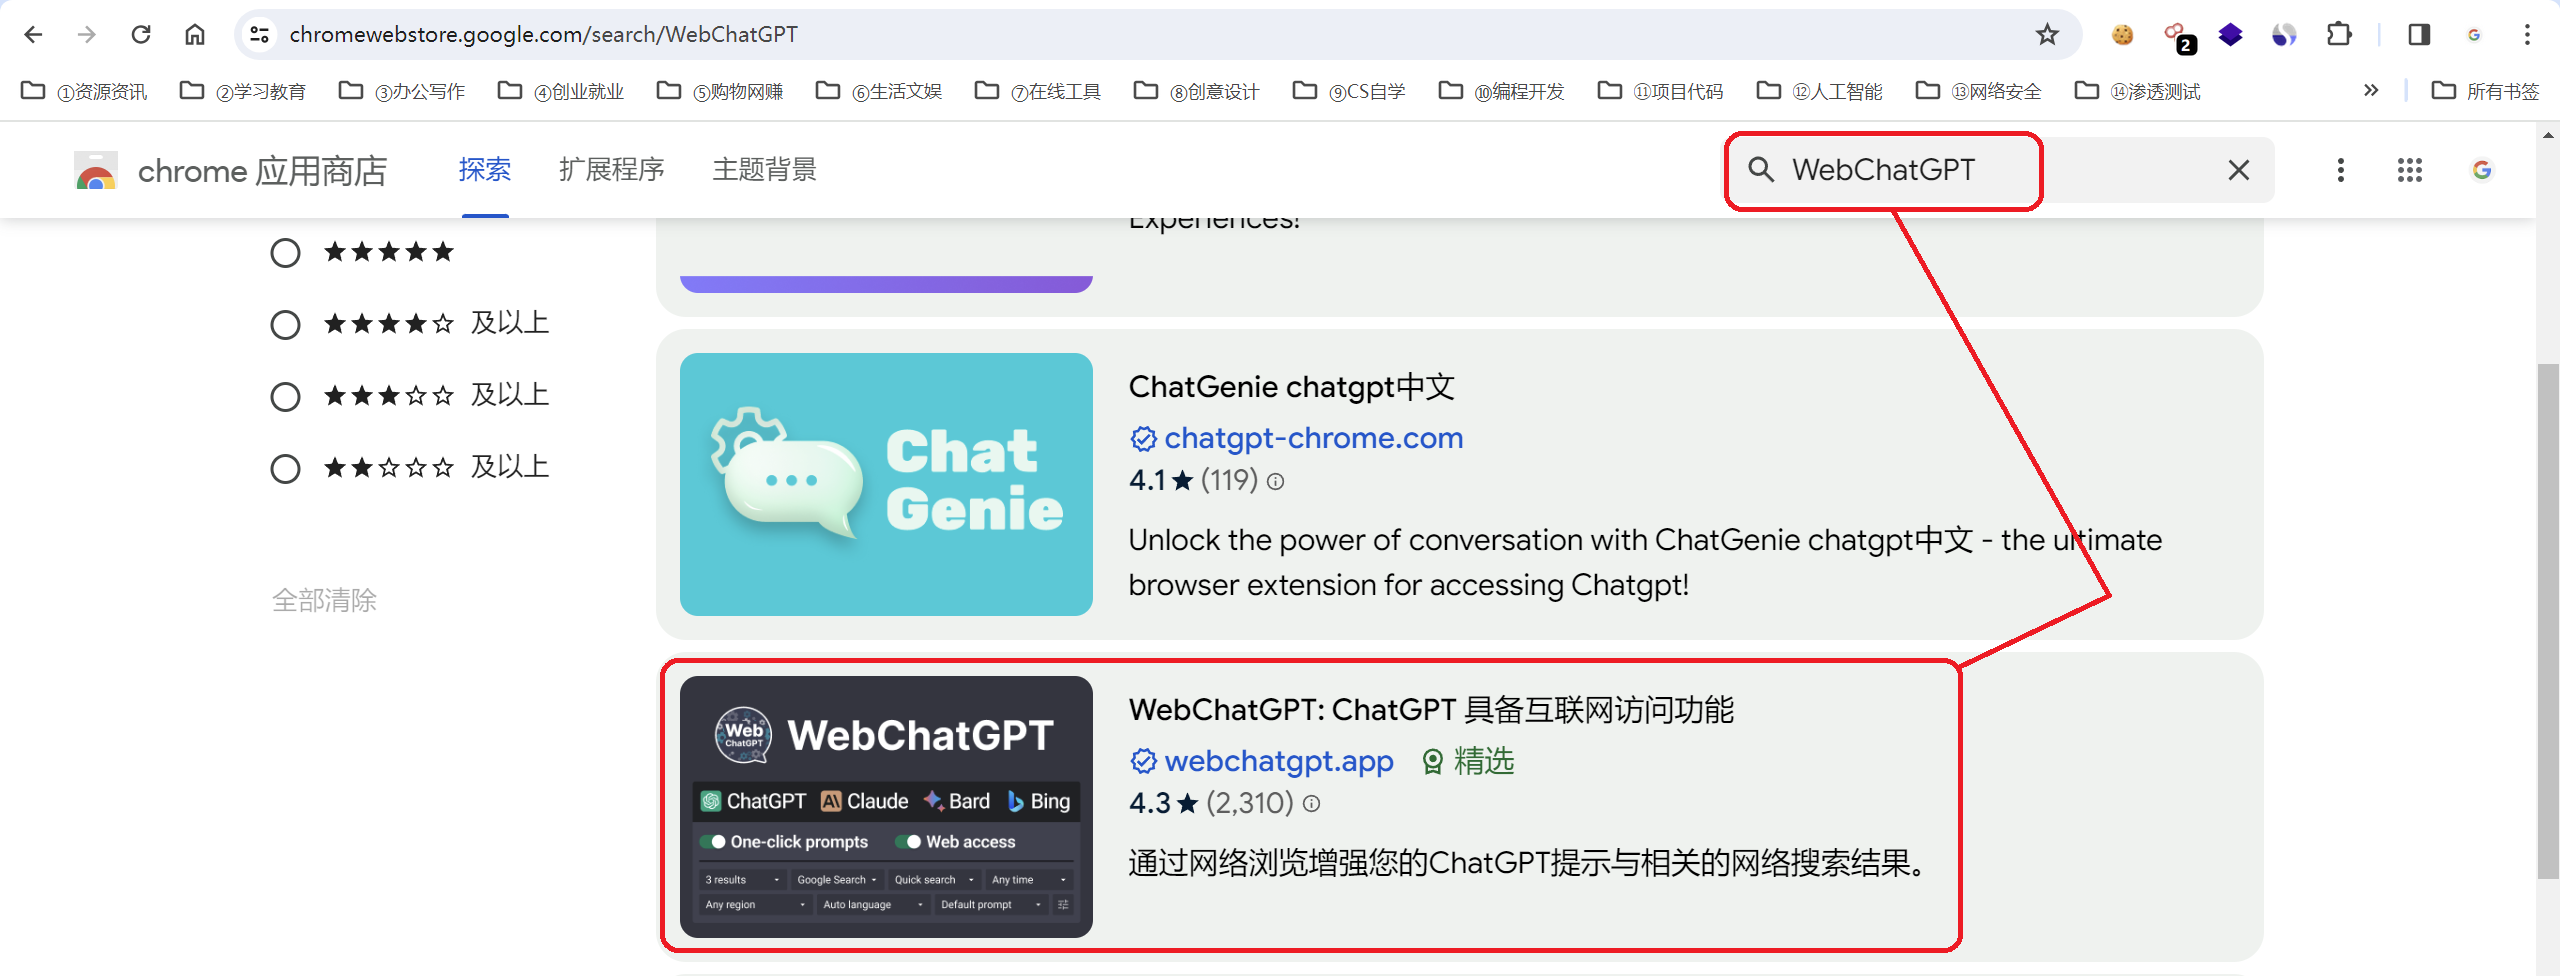 chromewebstore.google.com/search/WebChatGPT
2
①资源资讯 ②学习教育 ③办公写作 ④创业就业 ⑤购物网赚 ⑥生活文娱 ⑦在线工具 ⑧创意设计 ⑨CS自学 ⑩编程开发 ⑪项目代码 ⑫人工智能 ⑬网络安全 ⑭渗透测试 » 所有书签
chrome 应用商店 探索 扩展程序 主题背景 WebChatGPT
Experiences!
★★★★★
★★★★☆ 及以上
★★★☆☆ 及以上
★★☆☆☆ 及以上
全部清除
Chat
Genie
ChatGenie chatgpt中文
chatgpt-chrome.com
4.1★ (119)
Unlock the power of conversation with ChatGenie chatgpt中文 - the ultimate
browser extension for accessing Chatgpt!
Web
ChatGPT
WebChatGPT
ChatGPT Claude Bard Bing
One-click prompts Web access
3 results Google Search Quick search Any time
Any region Auto language Default prompt
WebChatGPT: ChatGPT 具备互联网访问功能
webchatgpt.app 精选
4.3★ (2,310)
通过网络浏览增强您的ChatGPT提示与相关的网络搜索结果。